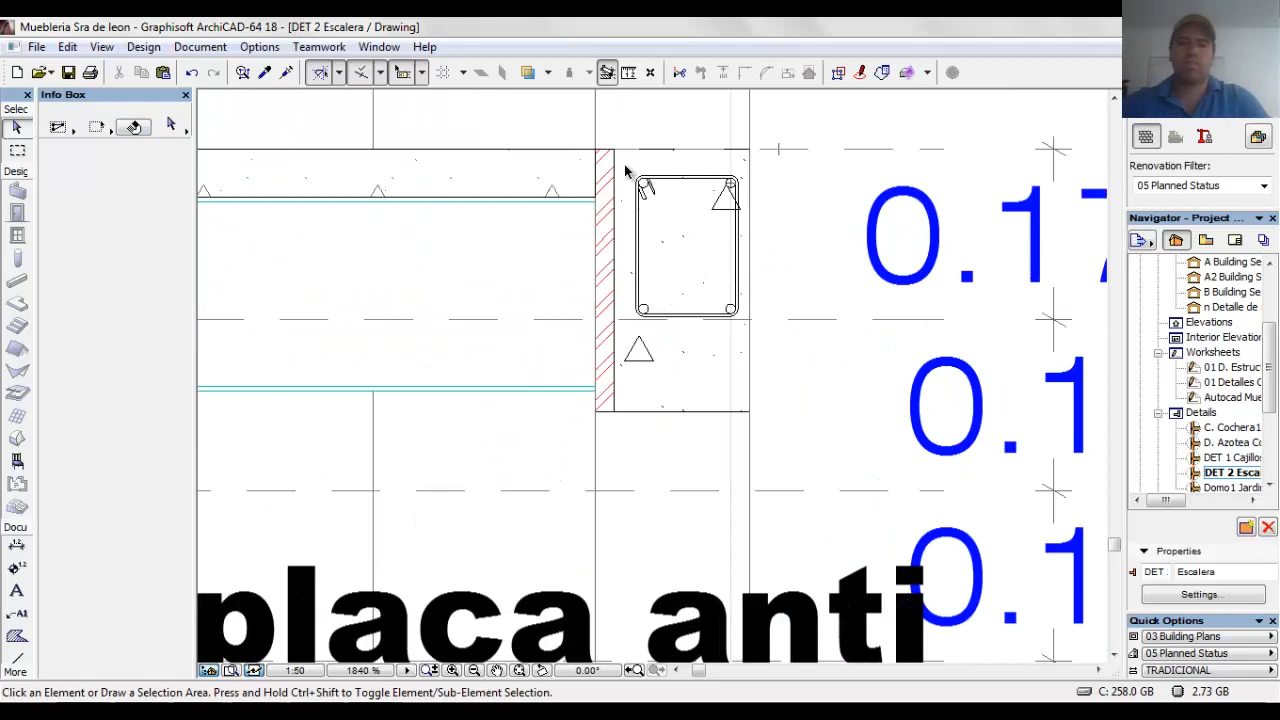 Muebleria Sra de leon - Graphisoft ArchiCAD-64 18 - [DET 2 Escalera / Drawing]
File Edit View Design Document Options Teamwork Window Help
Selec
Info Box
Desig
Docu
More
0.17
0.1
0.1
placa anti
Renovation Filter:
05 Planned Status
Navigator - Project ...
A Building Se
A2 Building S
B Building Se
n Detalle de
Elevations
Interior Elevation
Worksheets
01 D. Estruc
01 Detalles C
Autocad Mue
Details
C. Cochera1
D. Azotea Co
DET 1 Cajillo
DET 2 Esca
Domo1 Jardi
Properties
DET Escalera
Settings...
Quick Options
03 Building Plans
05 Planned Status
TRADICIONAL
1:50 1840 % 0.00°
Click an Element or Draw a Selection Area. Press and Hold Ctrl+Shift to Toggle Element/Sub-Element Selection.
C: 258.0 GB 2.73 GB